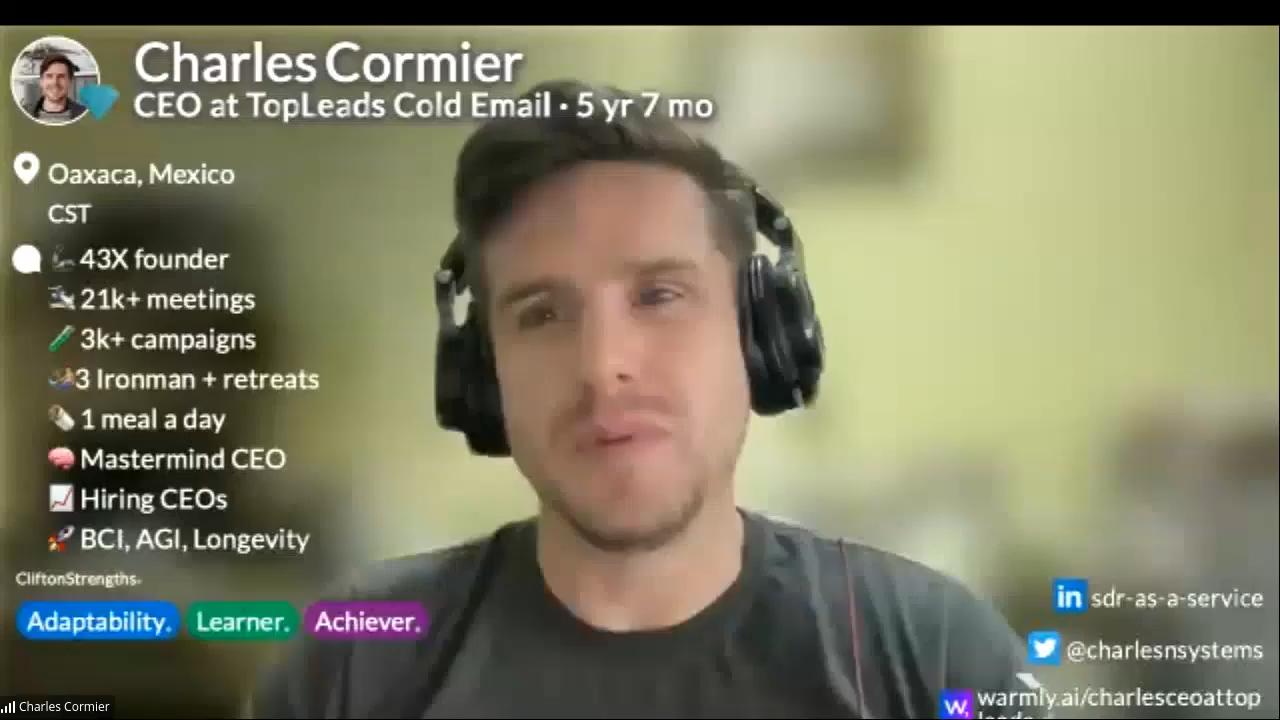 Charles Cormier
CEO at TopLeads Cold Email · 5 yr 7 mo
Oaxaca, Mexico
CST
43X founder
21k+ meetings
3k+ campaigns
3 Ironman + retreats
1 meal a day
Mastermind CEO
Hiring CEOs
BCI, AGI, Longevity
CliftonStrengths
Adaptability.
Learner.
Achiever.
in sdr-as-a-service
@charlesnsystems
w. warmly.ai/charlesceoattop
leads
Charles Cormier